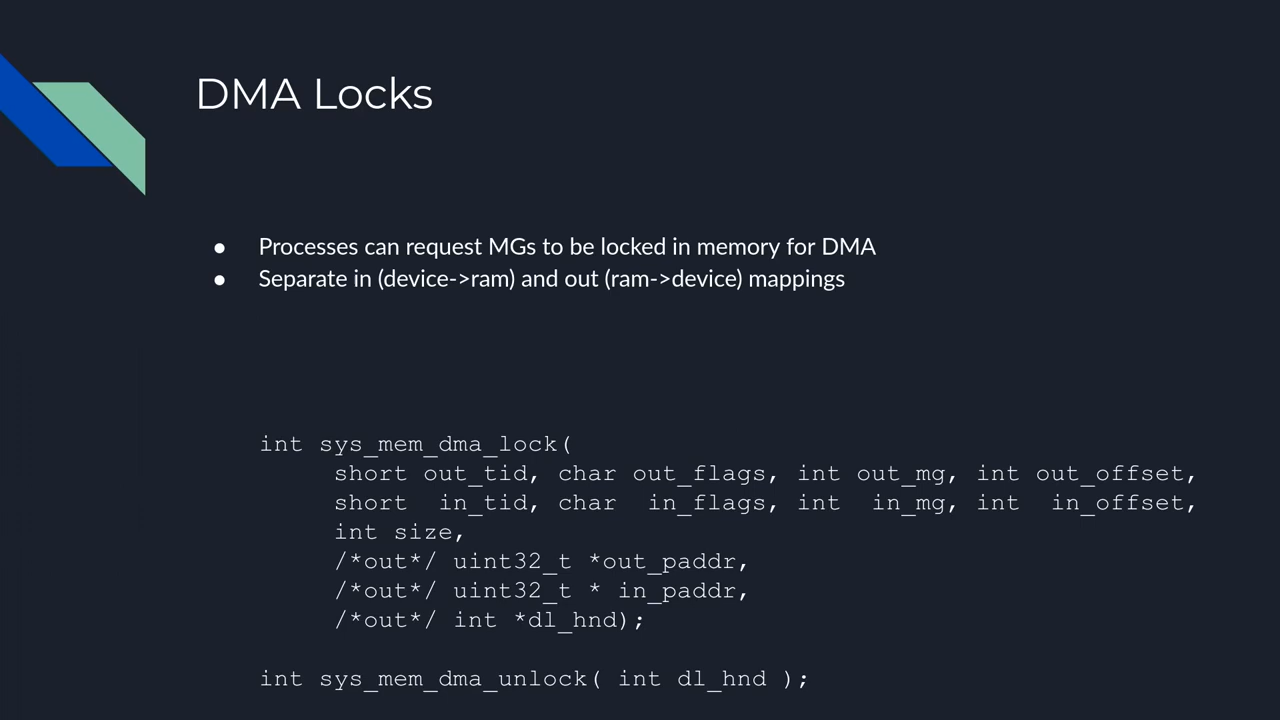 DMA Locks
● Processes can request MGs to be locked in memory for DMA
● Separate in (device->ram) and out (ram->device) mappings
int sys_mem_dma_lock(
short out_tid, char out_flags, int out_mg, int out_offset,
short  in_tid, char  in_flags, int  in_mg, int  in_offset,
int size,
/*out*/ uint32_t *out_paddr,
/*out*/ uint32_t * in_paddr,
/*out*/ int *dl_hnd);
int sys_mem_dma_unlock( int dl_hnd );